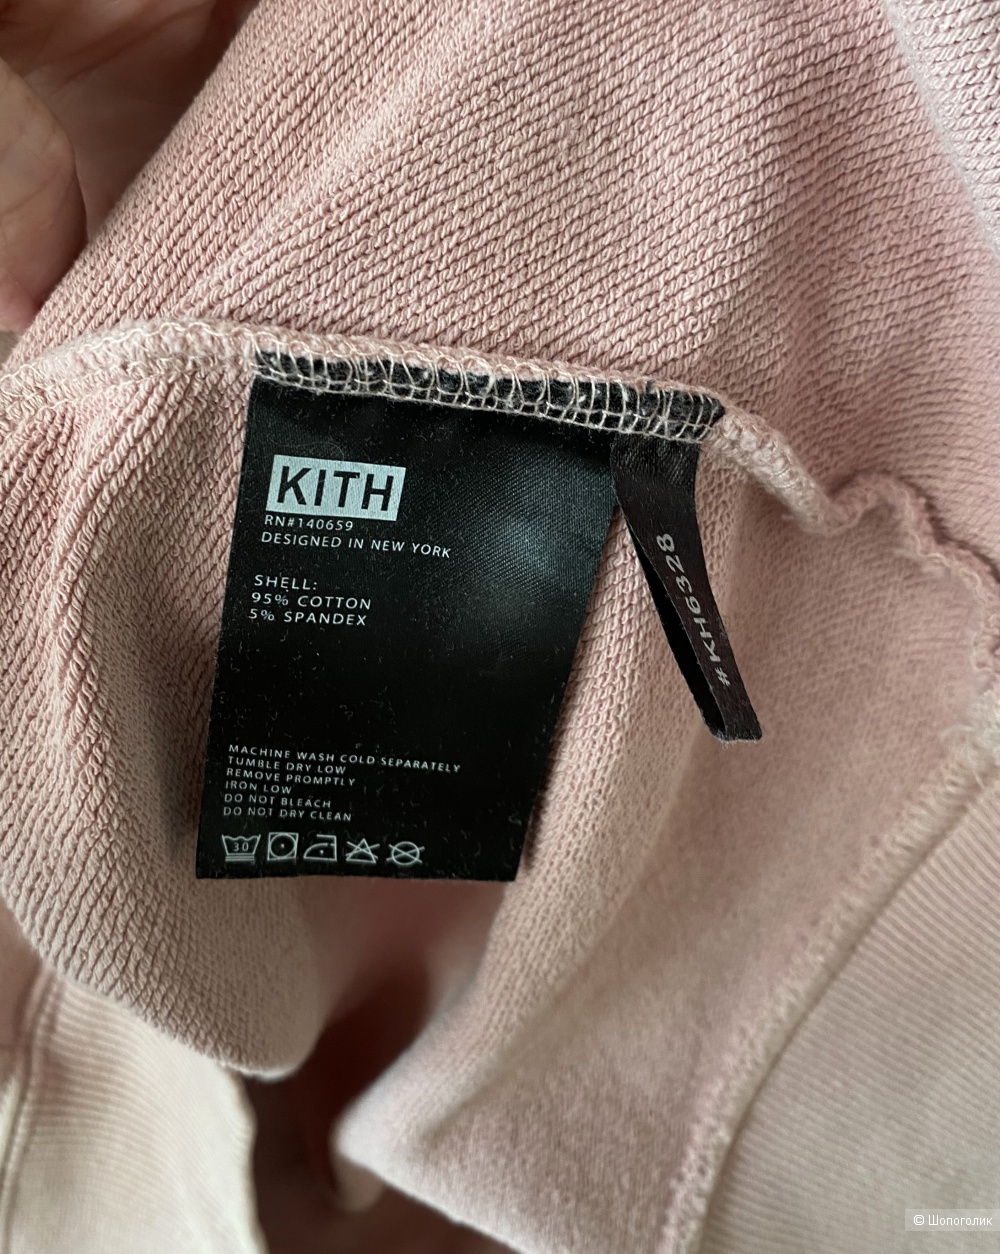 KITH
RN#140659
DESIGNED IN NEW YORK
SHELL:
95% COTTON
5% SPANDEX
MACHINE WASH COLD SEPARATELY
TUMBLE DRY LOW
REMOVE PROMPTLY
IRON LOW
DO NOT BLEACH
DO NOT DRY CLEAN
30
#KH6328
© Шопоголик